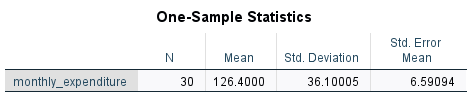 One-Sample Statistics
N Mean Std. Deviation Std. Error Mean
monthly_expenditure 30 126.4000 36.10005 6.59094